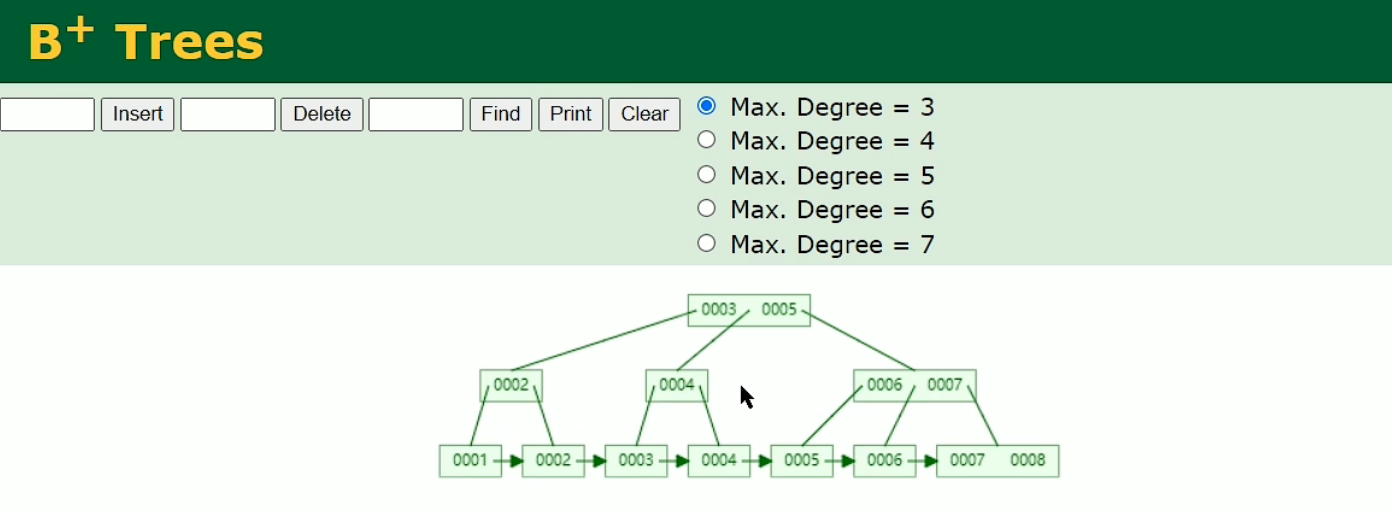 B+ Trees
Insert Delete Find Print Clear
Max. Degree = 3
Max. Degree = 4
Max. Degree = 5
Max. Degree = 6
Max. Degree = 7
0003 0005
0002 0004 0006 0007
0001 0002 0003 0004 0005 0006 0007 0008